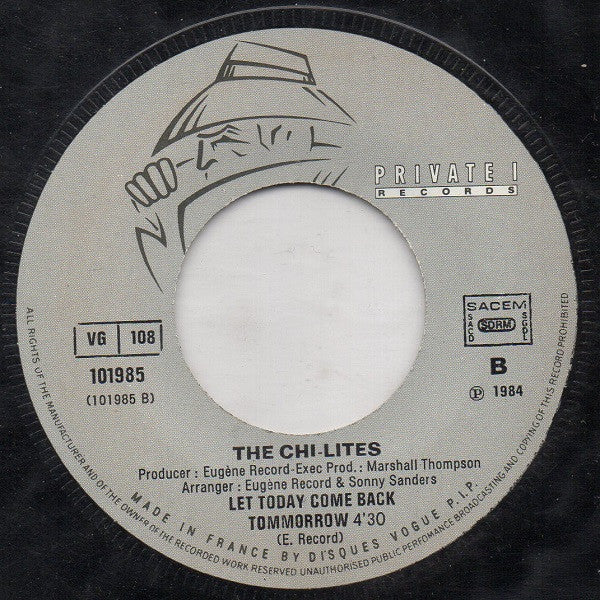 PRIVATE I
RECORDS
VG 108
101985
(101985 B)
SACEM
SACD SDRM SGDL
B
℗ 1984
THE CHI-LITES
Producer : Eugène Record-Exec Prod.: Marshall Thompson
Arranger : Eugène Record & Sonny Sanders
LET TODAY COME BACK
TOMMORROW 4'30
(E. Record)
MADE IN FRANCE BY DISQUES VOGUE P.I.P.
ALL RIGHTS OF THE MANUFACTURER AND OF THE OWNER OF THE RECORDED WORK RESERVED UNAUTHORISED PUBLIC PERFOMANCE BROADCASTING AND COPYING OF THIS RECORD PROHIBITED